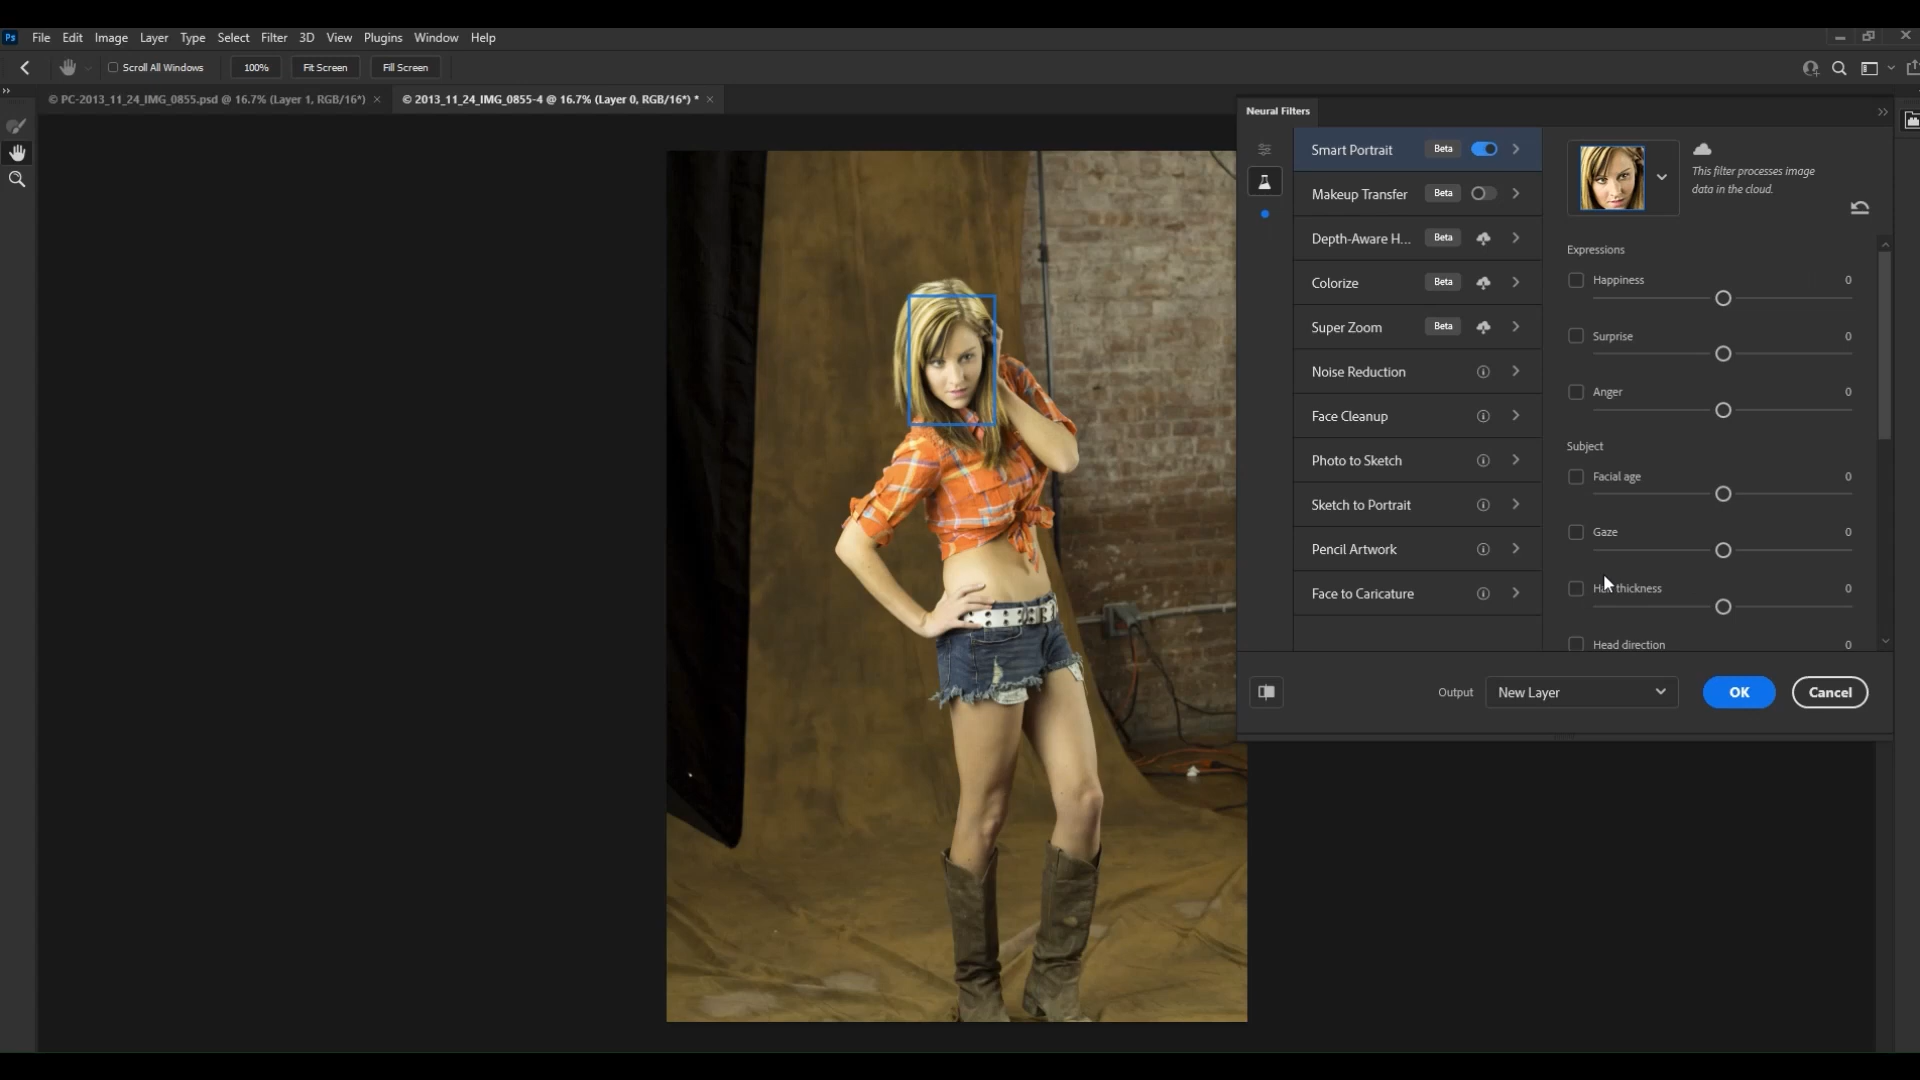 Ps File Edit Image Layer Type Select Filter 3D View Plugins Window Help
Scroll All Windows 100% Fit Screen Fill Screen
© PC-2013_11_24_IMG_0855.psd @ 16.7% (Layer 1, RGB/16*) × © 2013_11_24_IMG_0855-4 @ 16.7% (Layer 0, RGB/16*) * ×
Neural Filters
Smart Portrait Beta
Makeup Transfer Beta
Depth-Aware H... Beta
Colorize Beta
Super Zoom Beta
Noise Reduction
Face Cleanup
Photo to Sketch
Sketch to Portrait
Pencil Artwork
Face to Caricature
This filter processes image
data in the cloud.
Expressions
Happiness 0
Surprise 0
Anger 0
Subject
Facial age 0
Gaze 0
thickness 0
Head direction 0
Output New Layer OK Cancel